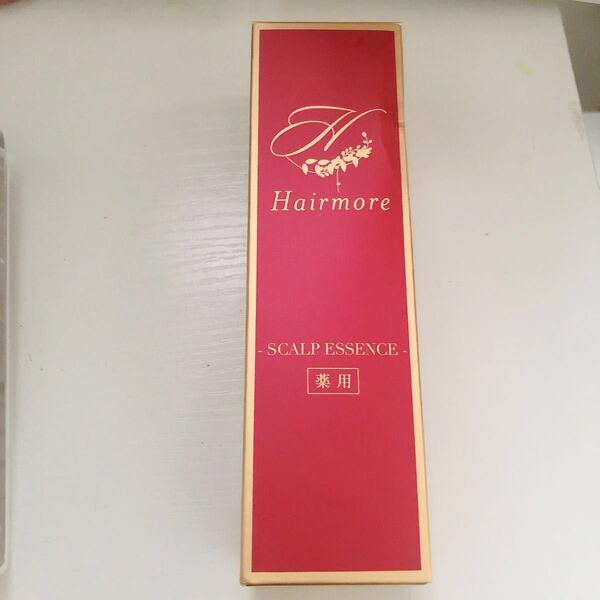 H
Hairmore
- SCALP ESSENCE -
薬用